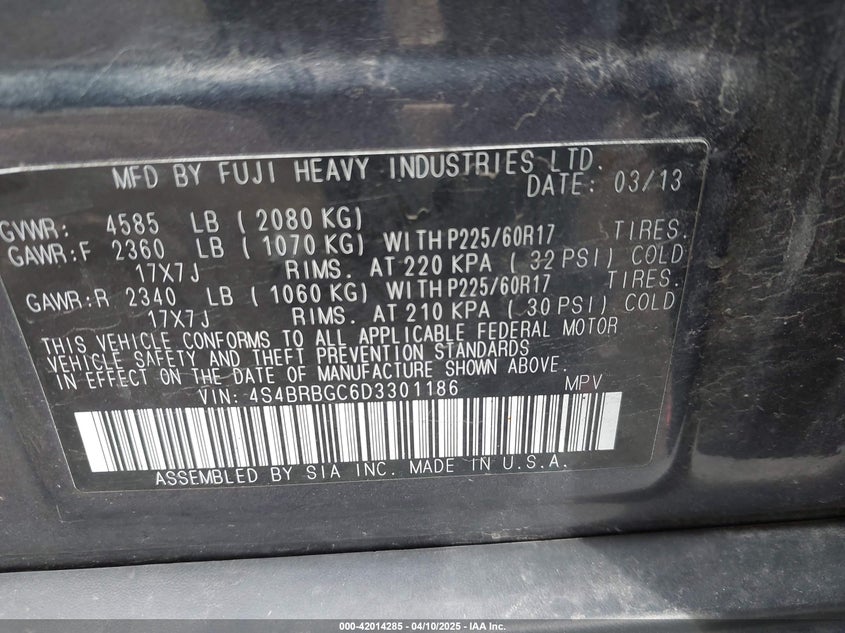 MFD BY FUJI HEAVY INDUSTRIES LTD.
DATE: 03/13
GVWR: 4585 LB ( 2080 KG)
GAWR:F 2360 LB ( 1070 KG) WITH P225/60R17 TIRES.
17X7J RIMS. AT 220 KPA ( 32 PSI) COLD
GAWR:R 2340 LB ( 1060 KG) WITH P225/60R17 TIRES.
17X7J RIMS. AT 210 KPA ( 30 PSI) COLD
THIS VEHICLE CONFORMS TO ALL APPLICABLE FEDERAL MOTOR
VEHICLE SAFETY AND THEFT PREVENTION STANDARDS
IN EFFECT ON THE DATE OF MANUFACTURE SHOWN ABOVE.
VIN: 4S4BRBGC6D3301186 MPV
ASSEMBLED BY SIA INC. MADE IN U.S.A.
000-42014285 - 04/10/2025 - IAA Inc.